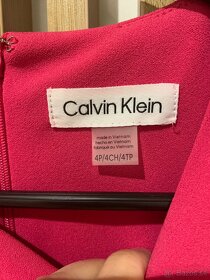 Calvin Klein
made in Vietnam
hecho en Vietnam
fabriqué au Vietnam
4P/4CH/4TP